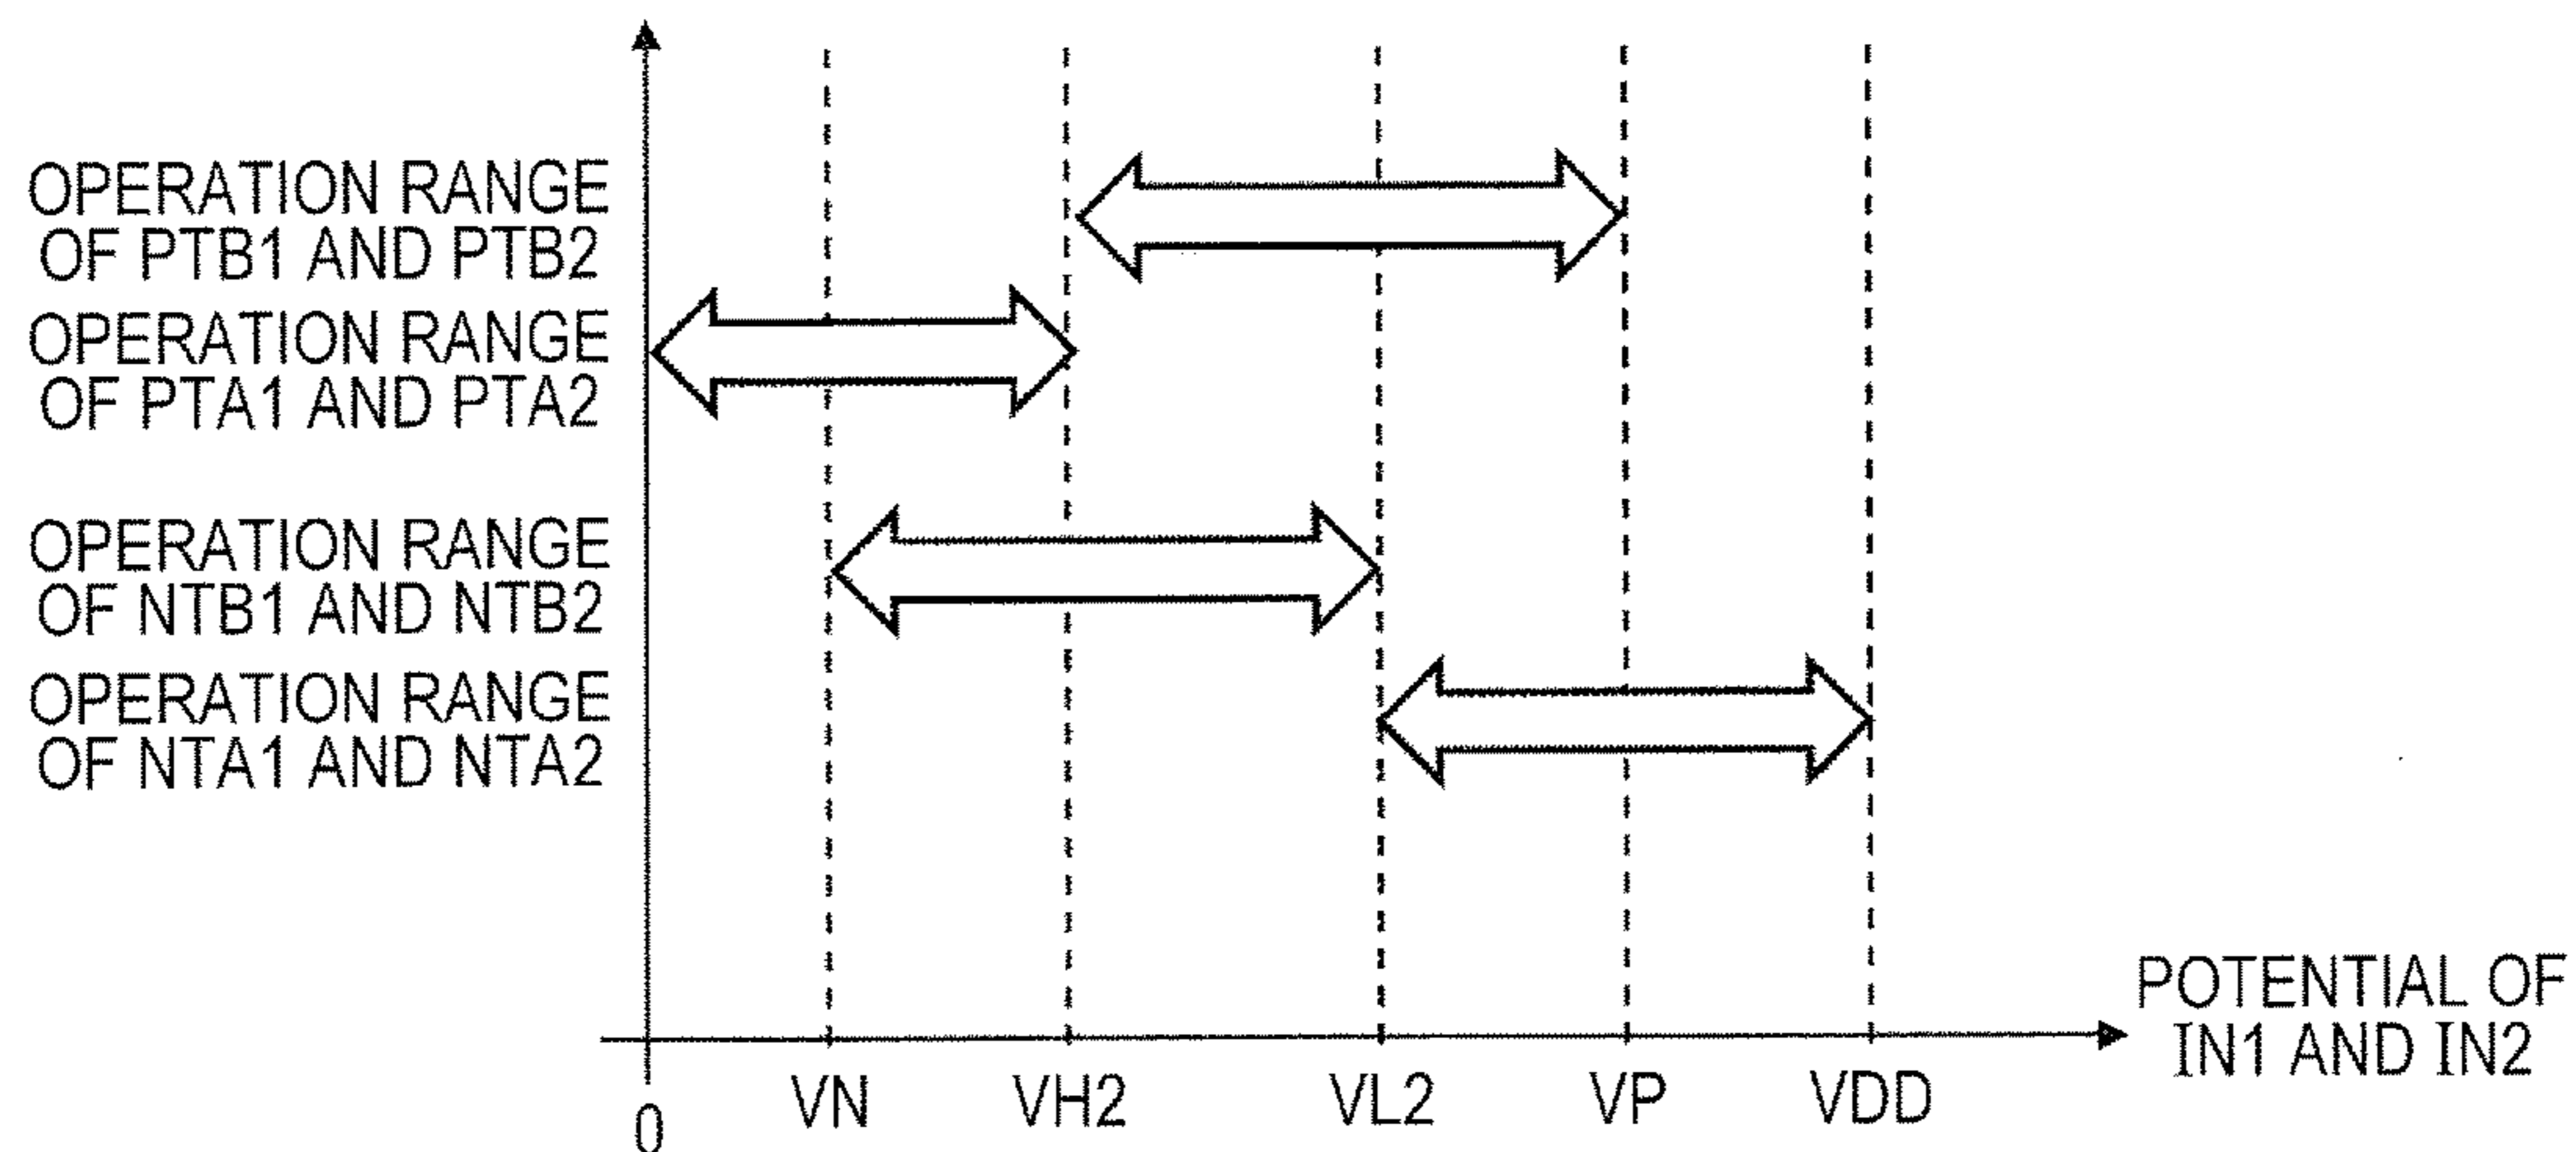 OPERATION RANGE
OF PTB1 AND PTB2
OPERATION RANGE
OF PTA1 AND PTA2
OPERATION RANGE
OF NTB1 AND NTB2
OPERATION RANGE
OF NTA1 AND NTA2
POTENTIAL OF
IN1 AND IN2
0
VN
VH2
VL2
VP
VDD